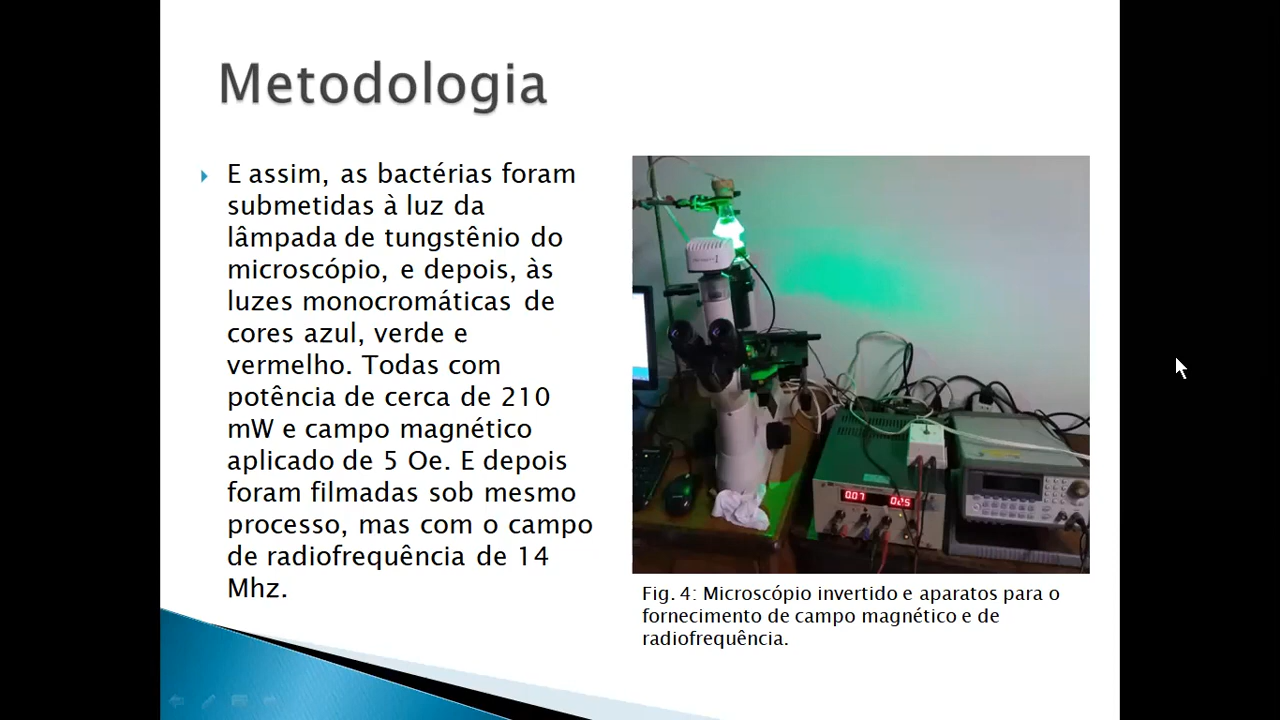 Metodologia
E assim, as bactérias foram
submetidas à luz da
lâmpada de tungstênio do
microscópio, e depois, às
luzes monocromáticas de
cores azul, verde e
vermelho. Todas com
potência de cerca de 210
mW e campo magnético
aplicado de 5 Oe. E depois
foram filmadas sob mesmo
processo, mas com o campo
de radiofrequência de 14
Mhz.
0.07
Fig. 4: Microscópio invertido e aparatos para o
fornecimento de campo magnético e de
radiofrequência.